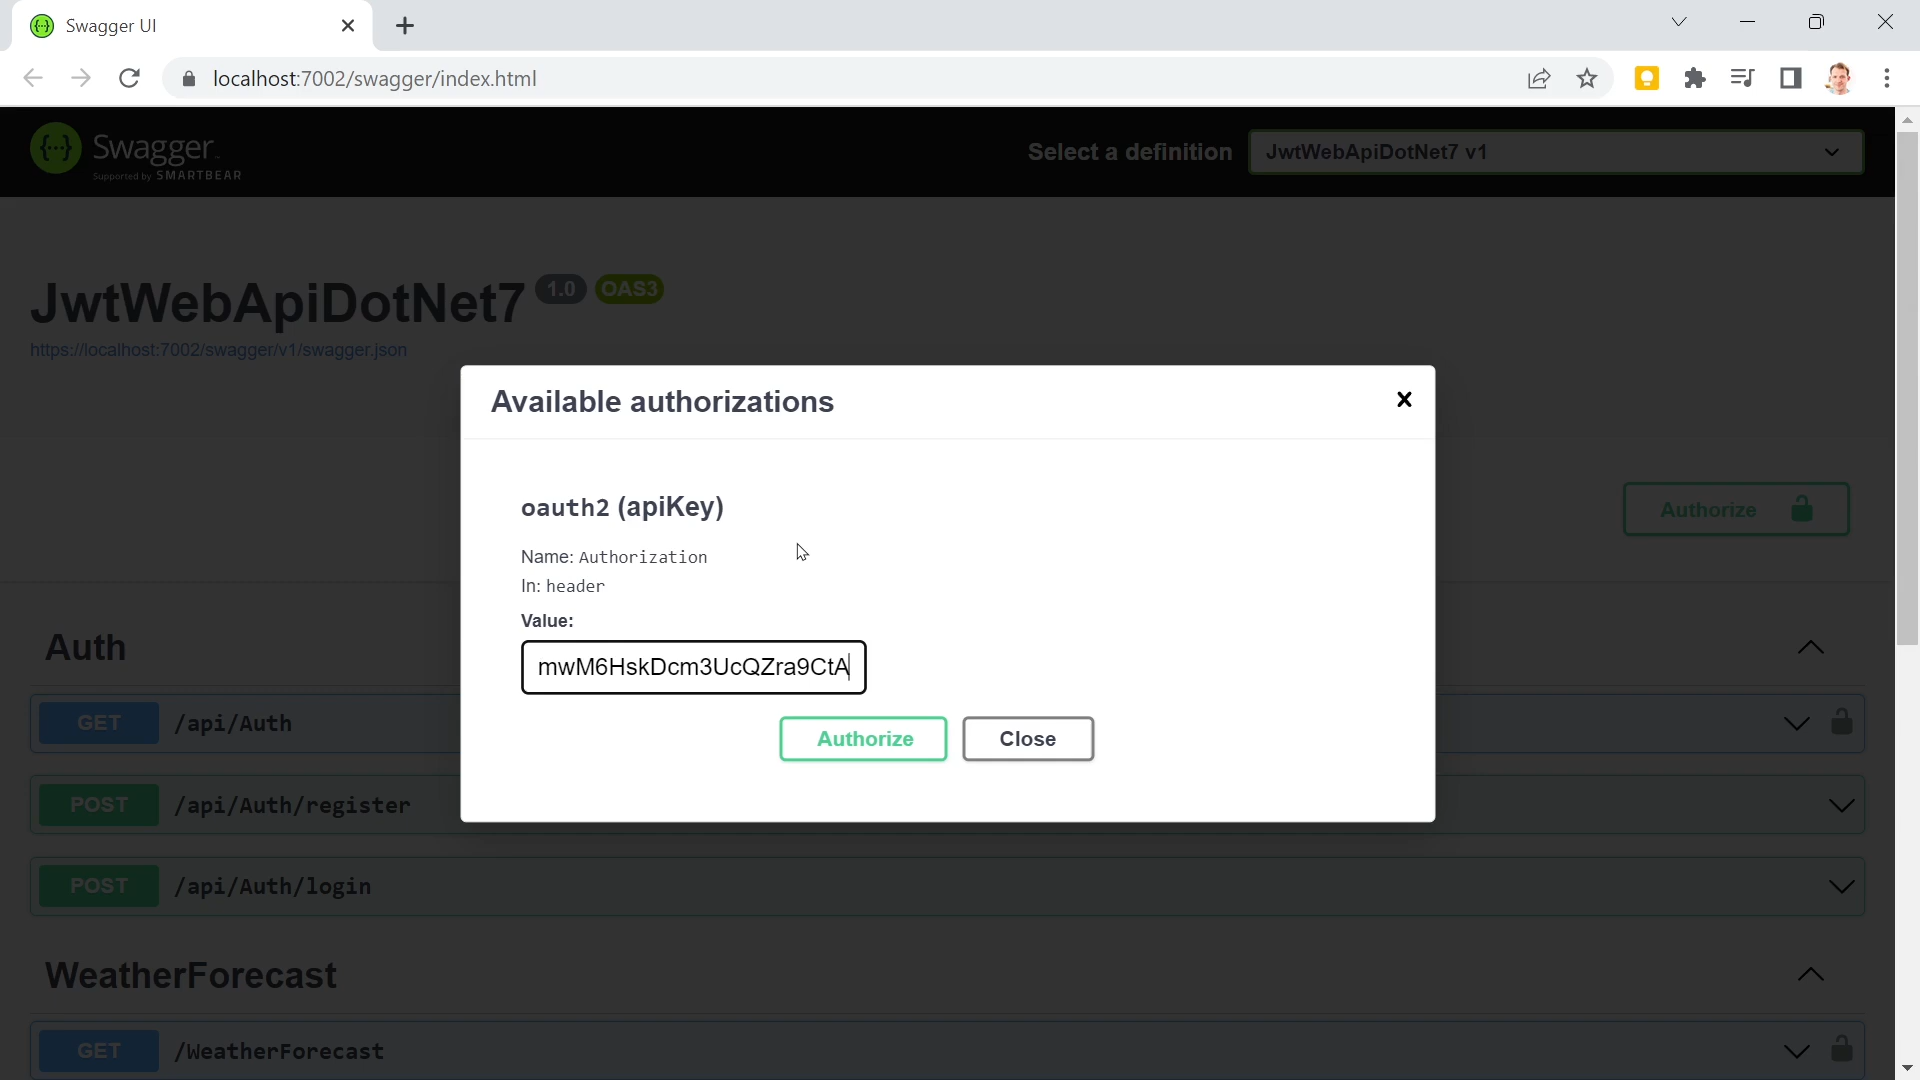 Swagger UI
localhost:7002/swagger/index.html
Swagger
Supported by SMARTBEAR
Select a definition
JwtWebApiDotNet7 v1
JwtWebApiDotNet7 1.0 OAS3
https://localhost:7002/swagger/v1/swagger.json
Available authorizations
Authorize
oauth2 (apiKey)
Name: Authorization
In: header
Value:
mwM6HskDcm3UcQZra9CtA
Authorize Close
Auth
GET /api/Auth
POST /api/Auth/register
POST /api/Auth/login
WeatherForecast
GET /WeatherForecast